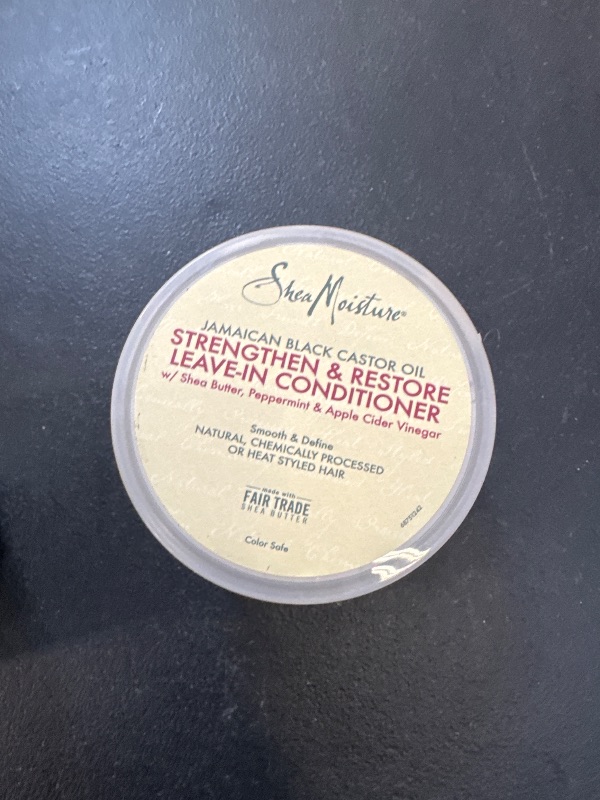 SheaMoisture®
JAMAICAN BLACK CASTOR OIL
STRENGTHEN & RESTORE
LEAVE-IN CONDITIONER
w/ Shea Butter, Peppermint & Apple Cider Vinegar
Smooth & Define
NATURAL, CHEMICALLY PROCESSED
OR HEAT STYLED HAIR
made with
FAIR TRADE
SHEA BUTTER
Color Safe